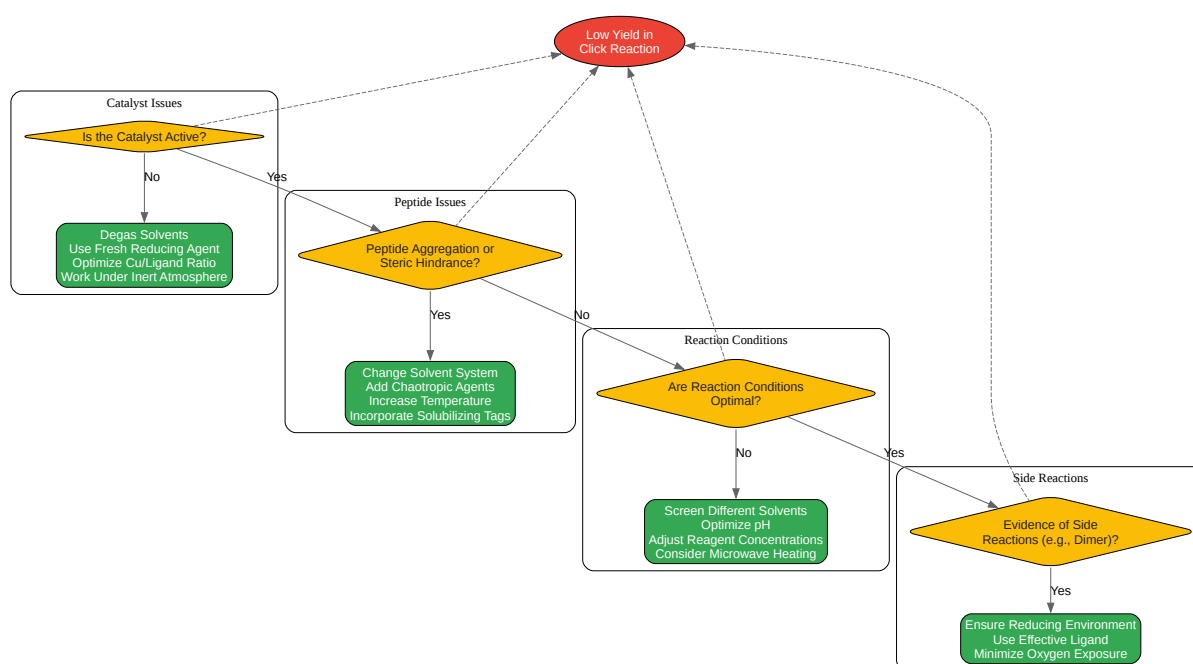 Low Yield in
Click Reaction
Catalyst Issues
Is the Catalyst Active?
No
Yes
Degas Solvents
Use Fresh Reducing Agent
Optimize Cu/Ligand Ratio
Work Under Inert Atmosphere
Peptide Issues
Peptide Aggregation or
Steric Hindrance?
Yes
No
Change Solvent System
Add Chaotropic Agents
Increase Temperature
Incorporate Solubilizing Tags
Reaction Conditions
Are Reaction Conditions
Optimal?
No
Yes
Screen Different Solvents
Optimize pH
Adjust Reagent Concentrations
Consider Microwave Heating
Side Reactions
Evidence of Side
Reactions (e.g., Dimer)?
Yes
Ensure Reducing Environment
Use Effective Ligand
Minimize Oxygen Exposure